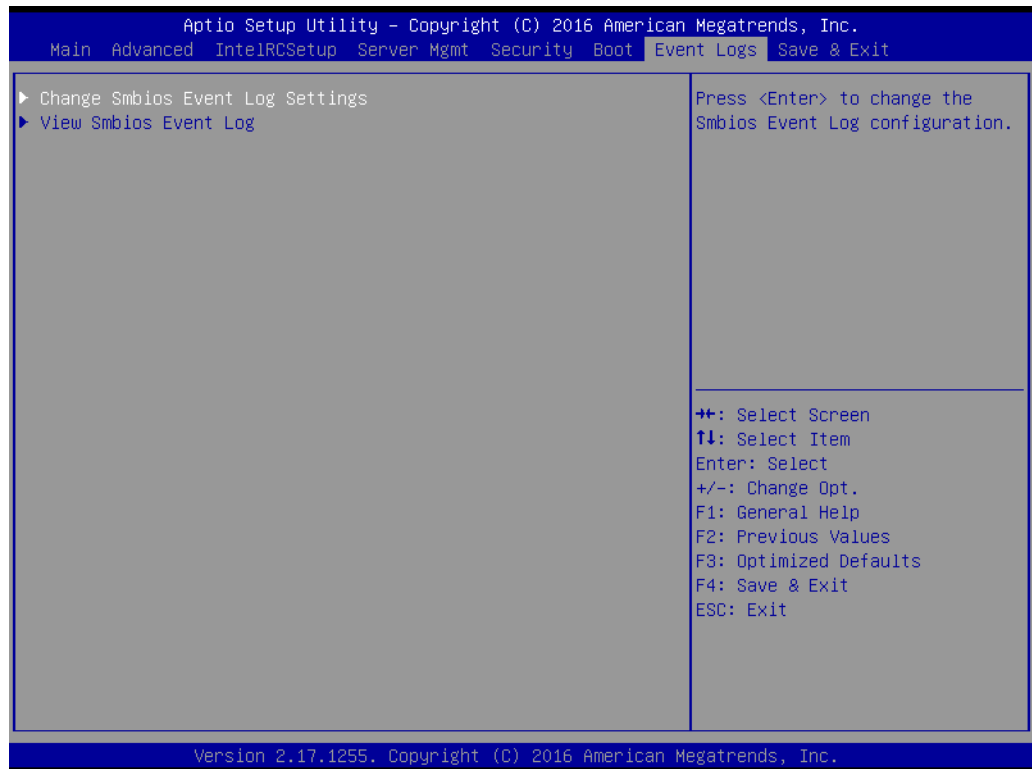 Aptio Setup Utility – Copyright (C) 2016 American Megatrends, Inc.
Main Advanced IntelRCSetup Server Mgmt Security Boot Event Logs Save & Exit
▶ Change Smbios Event Log Settings
▶ View Smbios Event Log
Press <Enter> to change the
Smbios Event Log configuration.
→←: Select Screen
↑↓: Select Item
Enter: Select
+/-: Change Opt.
F1: General Help
F2: Previous Values
F3: Optimized Defaults
F4: Save & Exit
ESC: Exit
Version 2.17.1255. Copyright (C) 2016 American Megatrends, Inc.